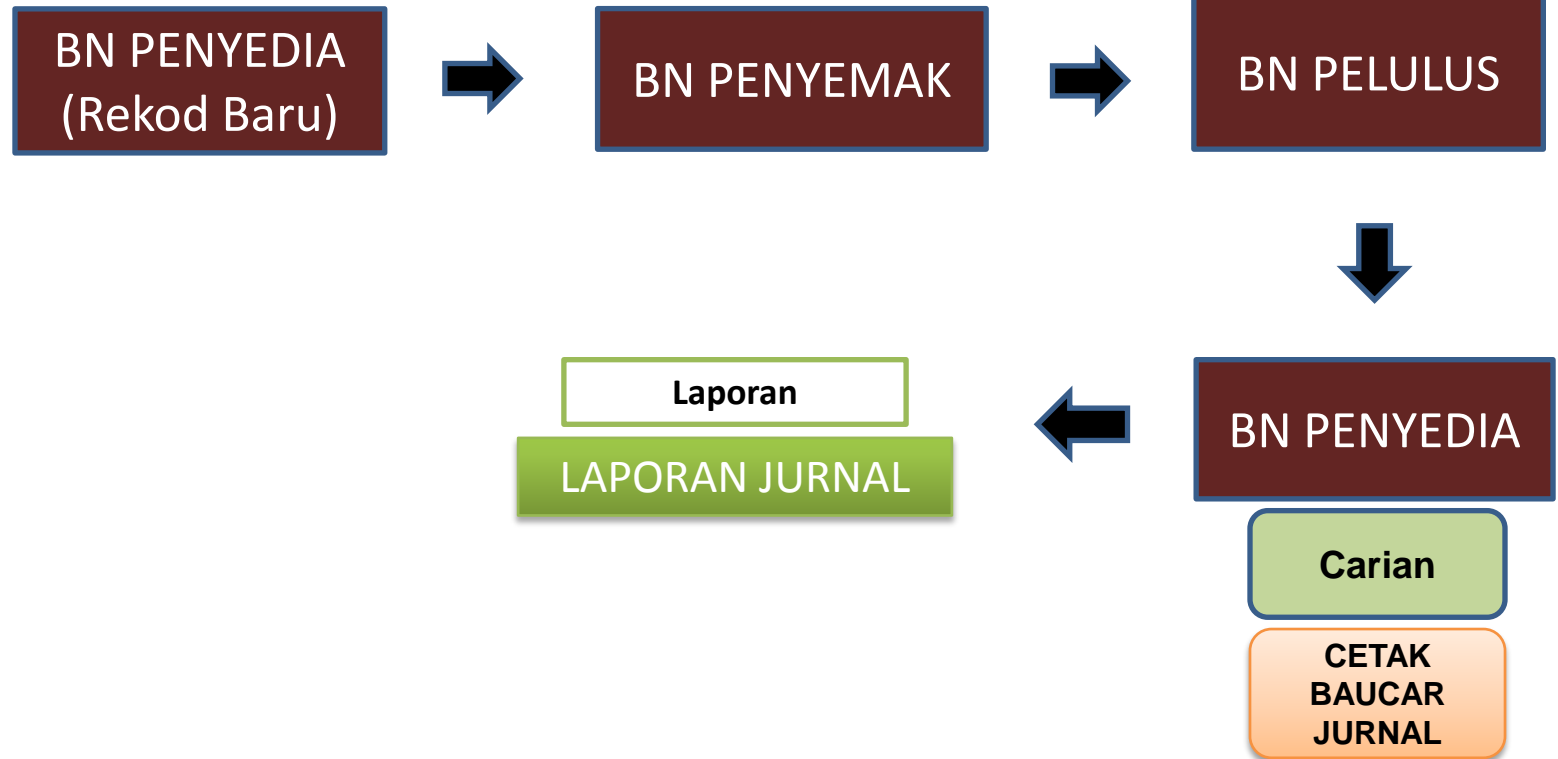 BN PENYEDIA
(Rekod Baru)
BN PENYEMAK
BN PELULUS
BN PENYEDIA
Carian
CETAK
BAUCAR
JURNAL
Laporan
LAPORAN JURNAL